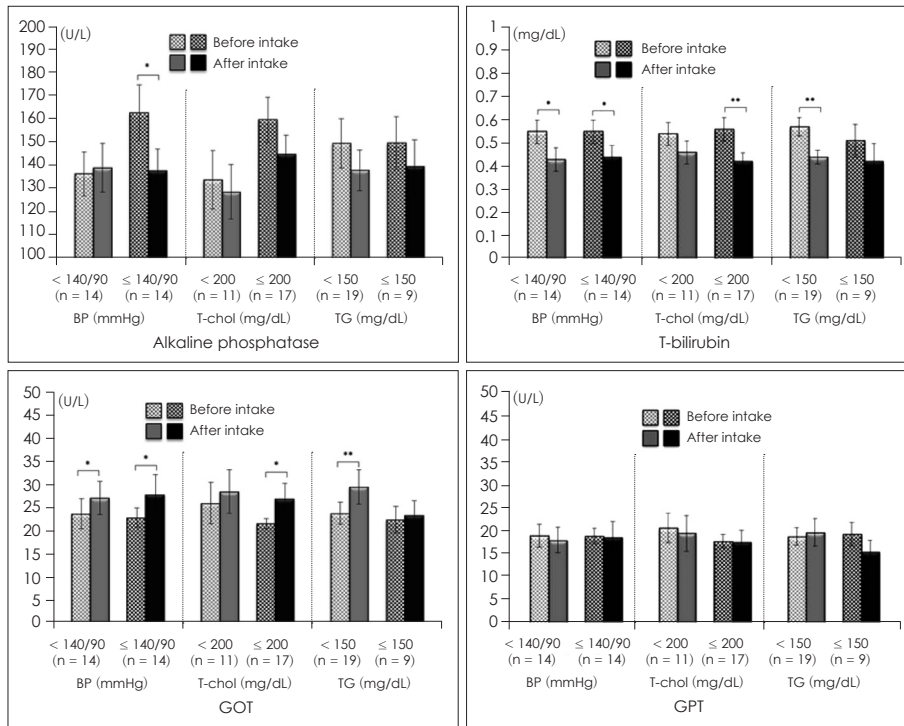 200
(U/L)
Before intake
After intake
190
180
170
160
150
140
130
120
110
100
*
< 140/90 ≤ 140/90 < 200 ≤ 200 < 150 ≤ 150
(n = 14) (n = 14) (n = 11) (n = 17) (n = 19) (n = 9)
BP (mmHg) T-chol (mg/dL) TG (mg/dL)
Alkaline phosphatase
1
(mg/dL)
Before intake
After intake
0.9
0.8
0.7
0.6
0.5
0.4
0.3
0.2
0.1
0
* * ** **
< 140/90 ≤ 140/90 < 200 ≤ 200 < 150 ≤ 150
(n = 14) (n = 14) (n = 11) (n = 17) (n = 19) (n = 9)
BP (mmHg) T-chol (mg/dL) TG (mg/dL)
T-bilirubin
50
(U/L)
Before intake
After intake
45
40
35
30
25
20
15
10
5
0
* * * **
< 140/90 ≤ 140/90 < 200 ≤ 200 < 150 ≤ 150
(n = 14) (n = 14) (n = 11) (n = 17) (n = 19) (n = 9)
BP (mmHg) T-chol (mg/dL) TG (mg/dL)
GOT
50
(U/L)
Before intake
After intake
45
40
35
30
25
20
15
10
5
0
< 140/90 ≤ 140/90 < 200 ≤ 200 < 150 ≤ 150
(n = 14) (n = 14) (n = 11) (n = 17) (n = 19) (n = 9)
BP (mmHg) T-chol (mg/dL) TG (mg/dL)
GPT